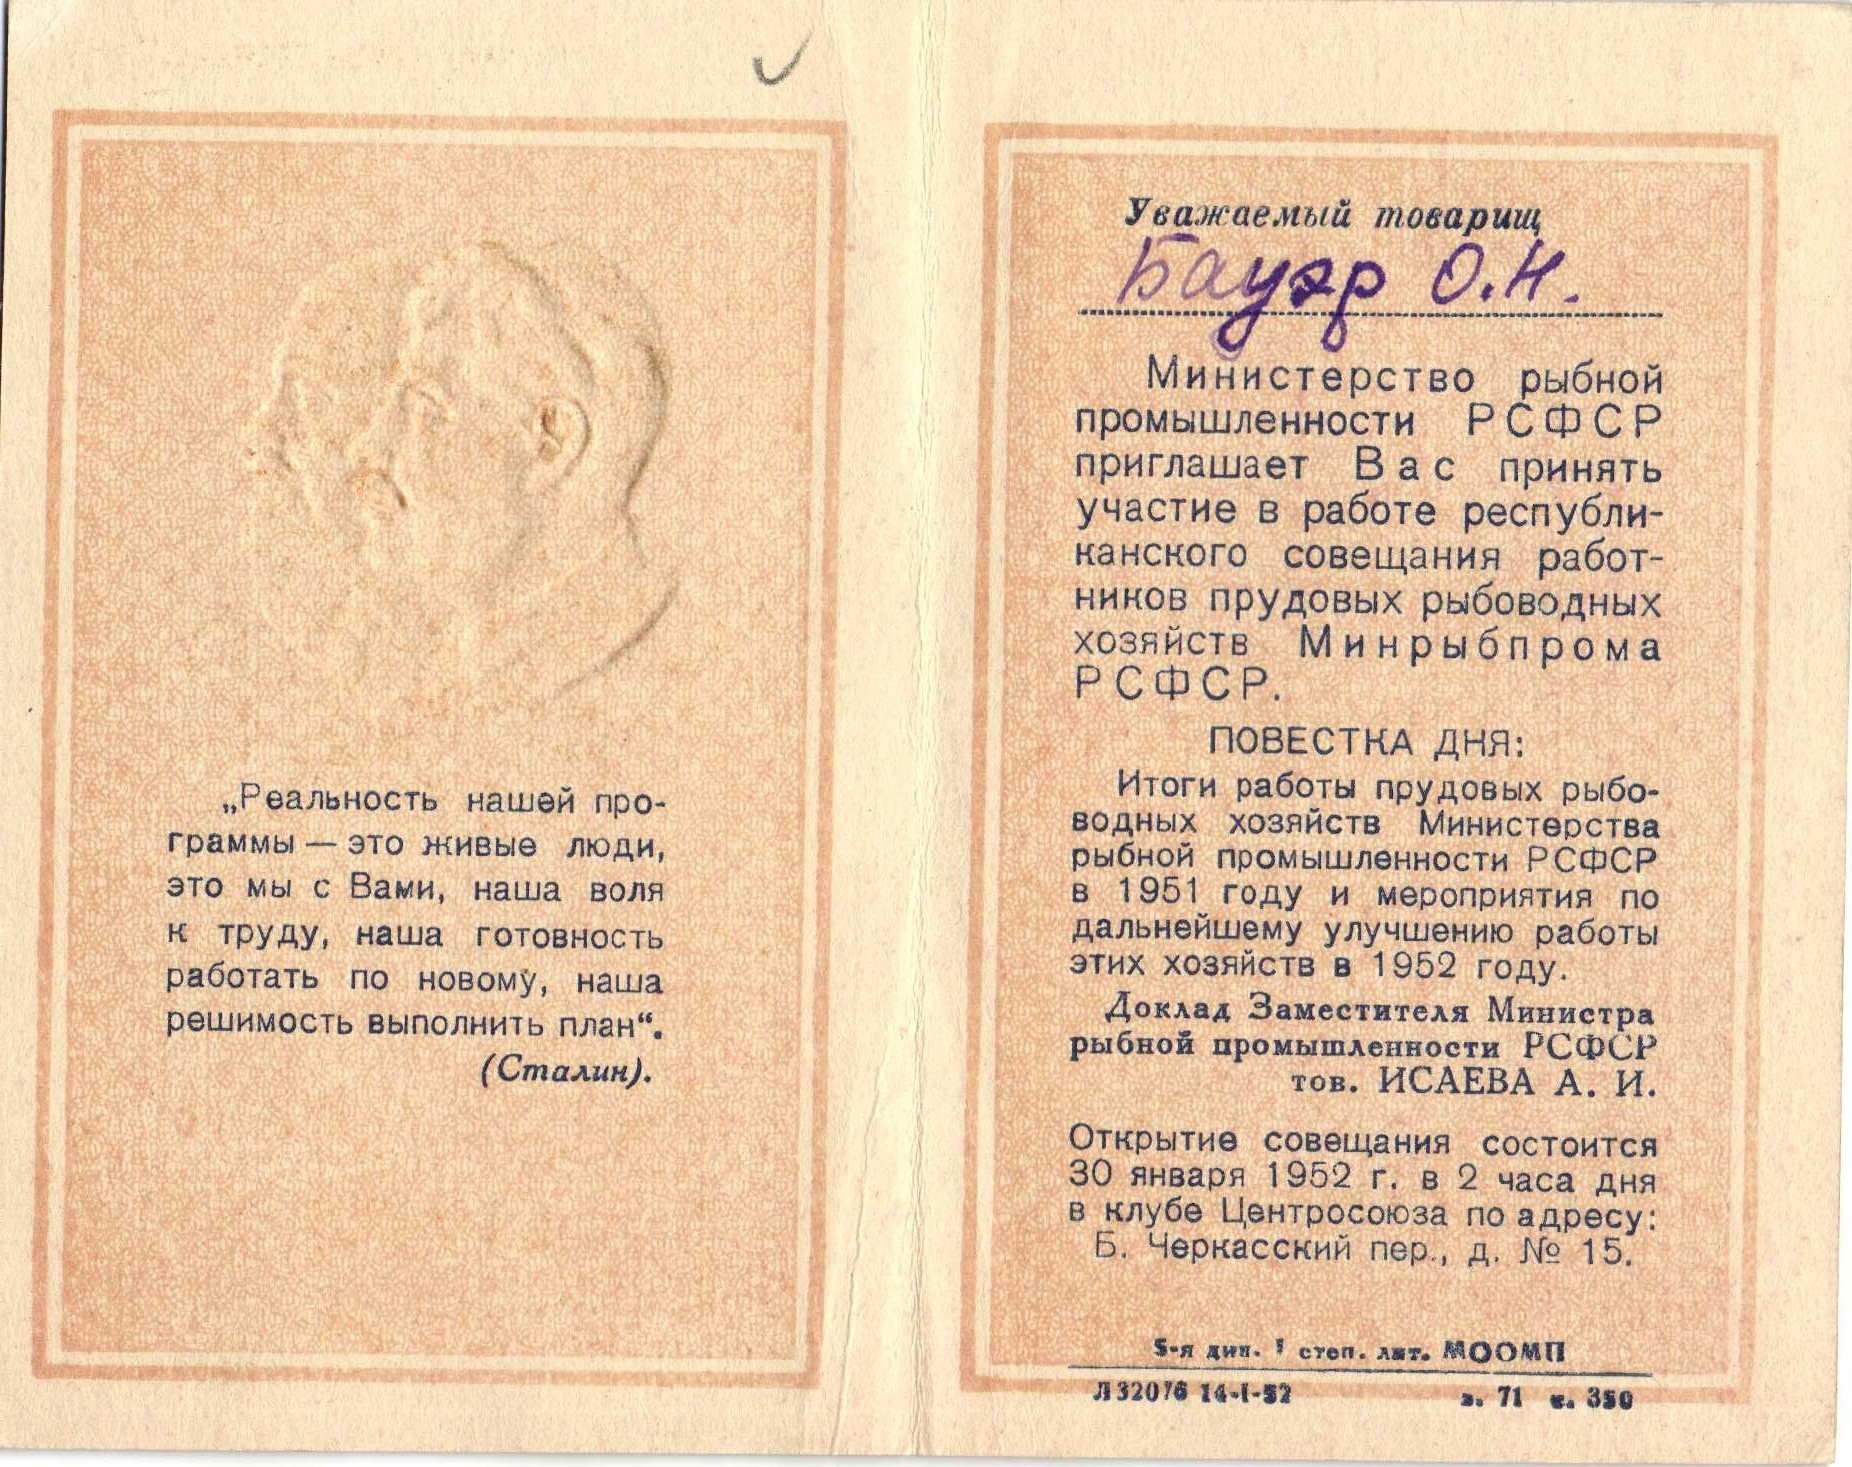 „Реальность нашей про-
граммы — это живые люди,
это мы с Вами, наша воля
к труду, наша готовность
работать по новому, наша
решимость выполнить план“.
(Сталин).
Уважаемый товарищ
Бауэр О.Н.
Министерство рыбной
промышленности РСФСР
приглашает Вас принять
участие в работе республи-
канского совещания работ-
ников прудовых рыбоводных
хозяйств Минрыбпрома
РСФСР.
ПОВЕСТКА ДНЯ:
Итоги работы прудовых рыбо-
водных хозяйств Министерства
рыбной промышленности РСФСР
в 1951 году и мероприятия по
дальнейшему улучшению работы
этих хозяйств в 1952 году.
Доклад Заместителя Министра
рыбной промышленности РСФСР
тов. ИСАЕВА А. И.
Открытие совещания состоится
30 января 1952 г. в 2 часа дня
в клубе Центросоюза по адресу:
Б. Черкасский пер., д. № 15.
5-я тип. степ. лит. МООМП
Л32076 14-I-52 з. 71 т. 350